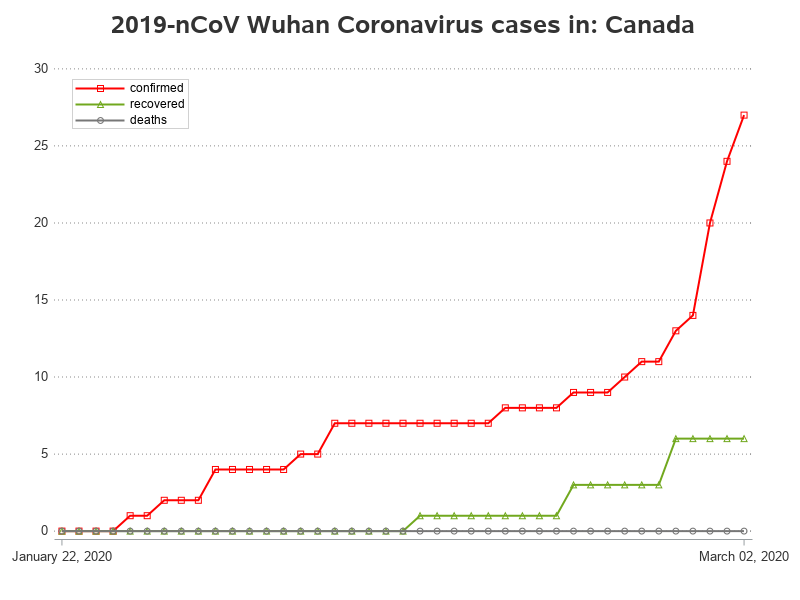 2019-nCoV Wuhan Coronavirus cases in: Canada
30
confirmed
recovered
deaths
25
20
15
10
5
0
January 22, 2020
March 02, 2020